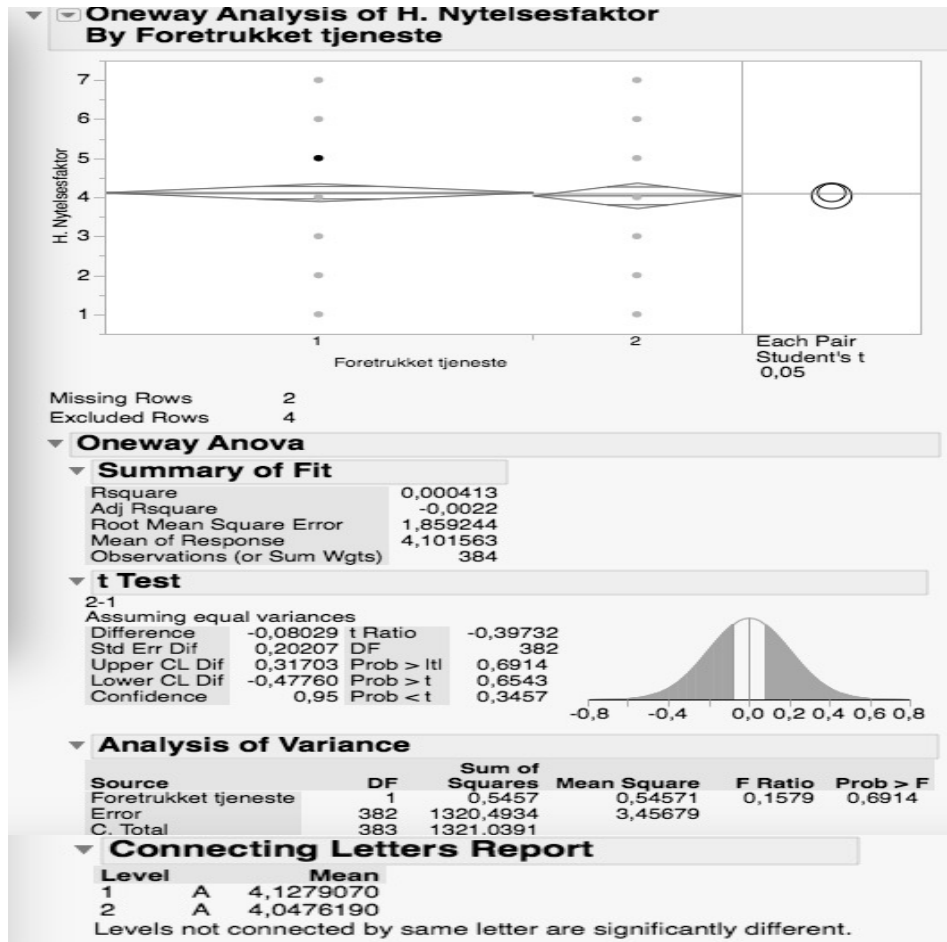 Oneway Analysis of H. Nytelsesfaktor
By Foretrukket tjeneste
7
6
5
4
3
2
1
H. Nytelsesfaktor
1 2
Foretrukket tjeneste
Each Pair
Student's t
0,05
Missing Rows 2
Excluded Rows 4
Oneway Anova
Summary of Fit
Rsquare 0,000413
Adj Rsquare -0,0022
Root Mean Square Error 1,859244
Mean of Response 4,101563
Observations (or Sum Wgts) 384
t Test
2-1
Assuming equal variances
Difference -0,08029 t Ratio -0,39732
Std Err Dif 0,20207 DF 382
Upper CL Dif 0,31703 Prob > |t| 0,6914
Lower CL Dif -0,47760 Prob > t 0,6543
Confidence 0,95 Prob < t 0,3457
-0,8 -0,4 0,0 0,2 0,4 0,6 0,8
Analysis of Variance
Source DF Sum of Squares Mean Square F Ratio Prob > F
Foretrukket tjeneste 1 0,5457 0,54571 0,1579 0,6914
Error 382 1320,4934 3,45679
C. Total 383 1321,0391
Connecting Letters Report
Level Mean
1 A 4,1279070
2 A 4,0476190
Levels not connected by same letter are significantly different.